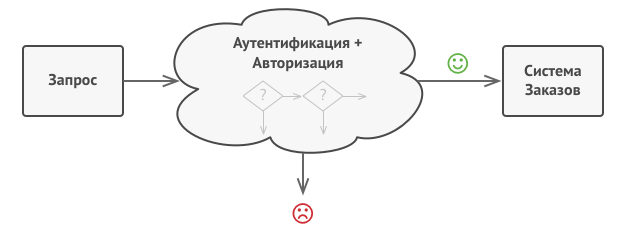 Запрос
Аутентификация +
Авторизация
?
?
Система
Заказов